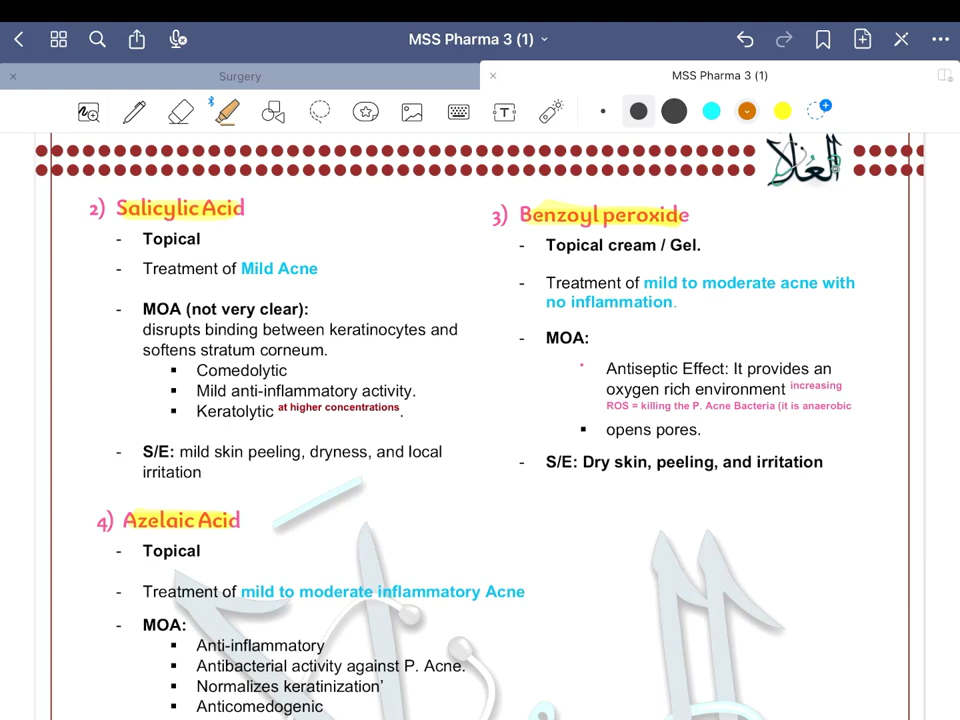 MSS Pharma 3 (1)
Surgery
MSS Pharma 3 (1)
T
العلا
2) Salicylic Acid
- Topical
- Treatment of Mild Acne
- MOA (not very clear):
disrupts binding between keratinocytes and
softens stratum corneum.
▪ Comedolytic
▪ Mild anti-inflammatory activity.
▪ Keratolytic at higher concentrations.
- S/E: mild skin peeling, dryness, and local
irritation
3) Benzoyl peroxide
- Topical cream / Gel.
- Treatment of mild to moderate acne with
no inflammation.
- MOA:
• Antiseptic Effect: It provides an
oxygen rich environment increasing
ROS = killing the P. Acne Bacteria (it is anaerobic
▪ opens pores.
- S/E: Dry skin, peeling, and irritation
4) Azelaic Acid
- Topical
- Treatment of mild to moderate inflammatory Acne
- MOA:
▪ Anti-inflammatory
▪ Antibacterial activity against P. Acne.
▪ Normalizes keratinization’
▪ Anticomedogenic